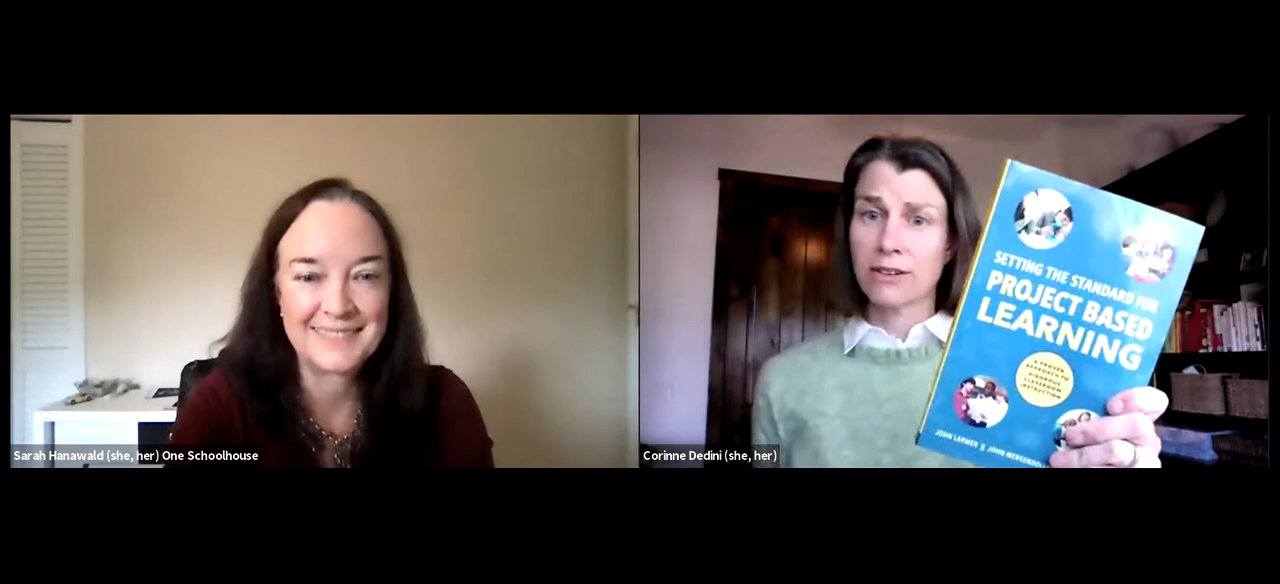 Sarah Hanawald (she, her) One Schoolhouse
Corinne Dedini (she, her)
SETTING THE STANDARD FOR
PROJECT BASED
LEARNING
A PROVEN
APPROACH TO
RIGOROUS
CLASSROOM
INSTRUCTION
JOHN LARMER || JOHN MERGENDOLL